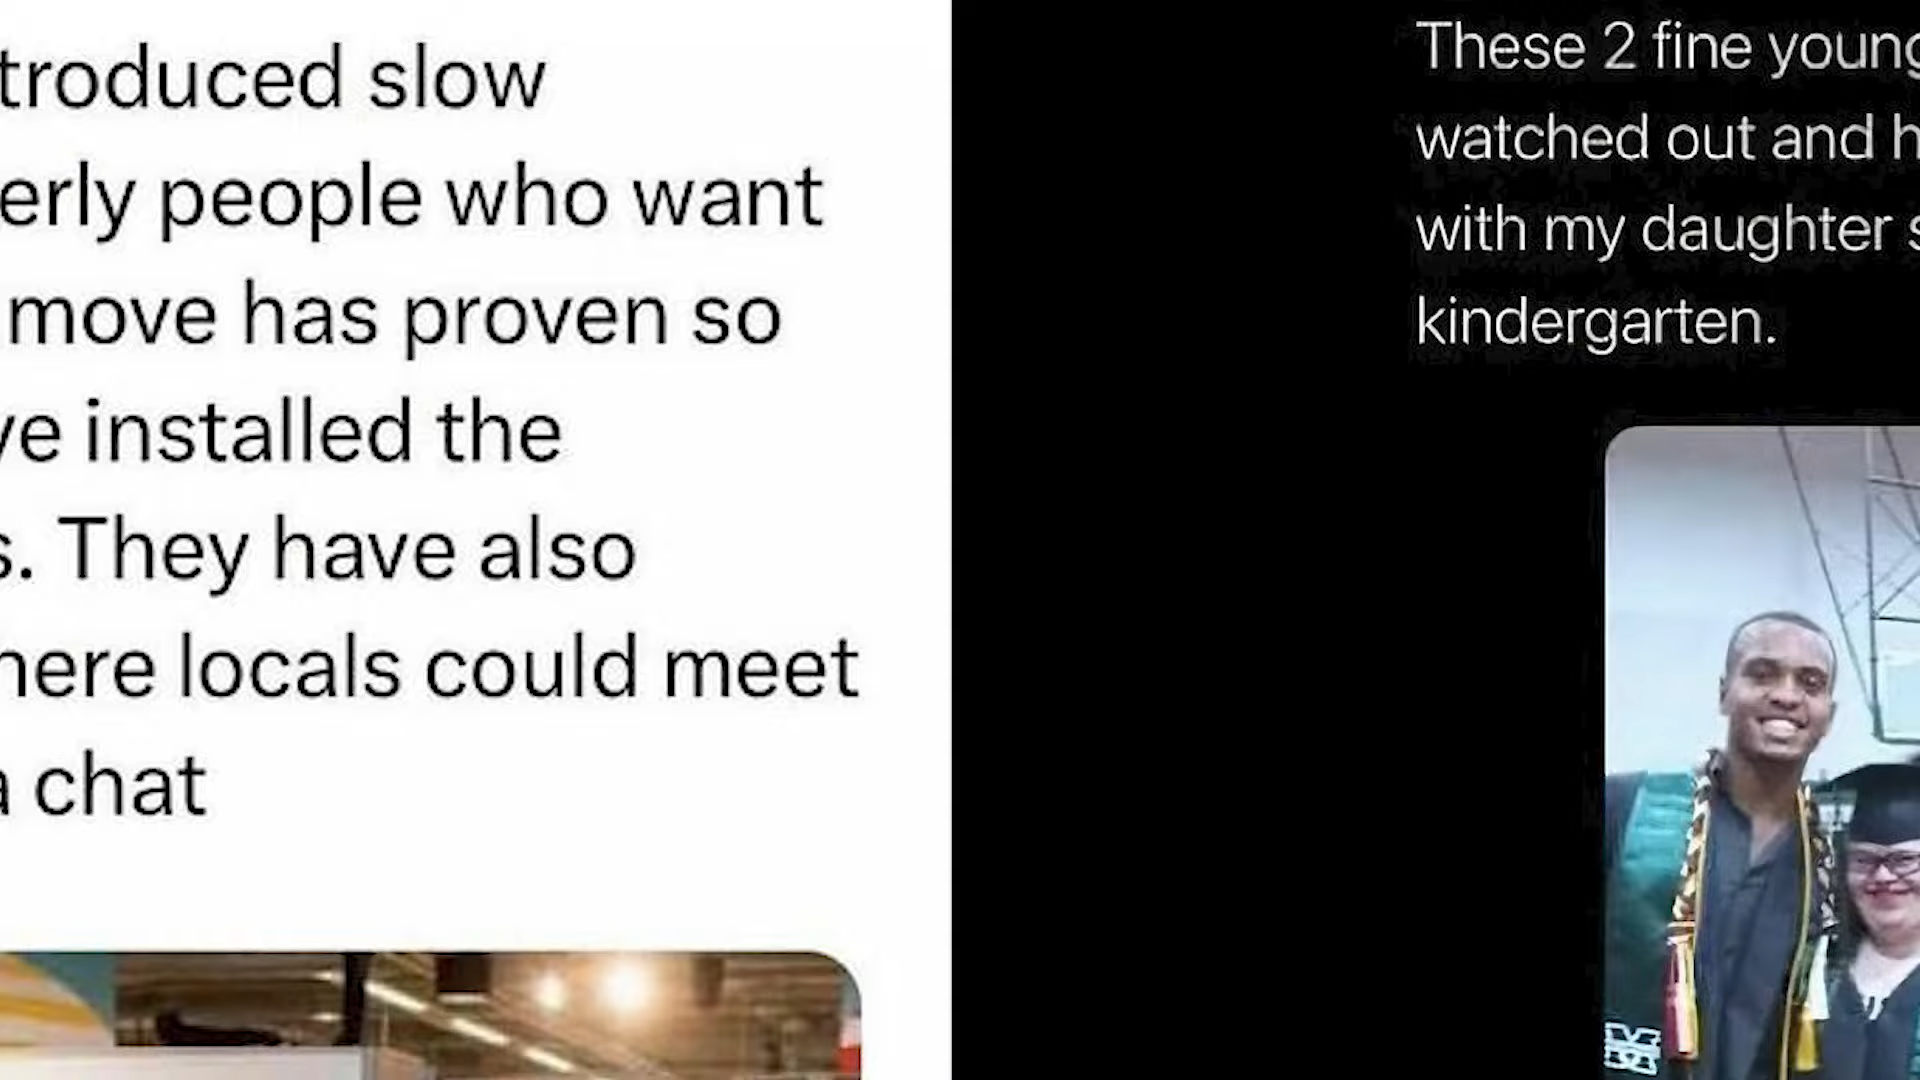 troduced slow
erly people who want
move has proven so
ve installed the
s. They have also
here locals could meet
a chat
These 2 fine young
watched out and h
with my daughter s
kindergarten.